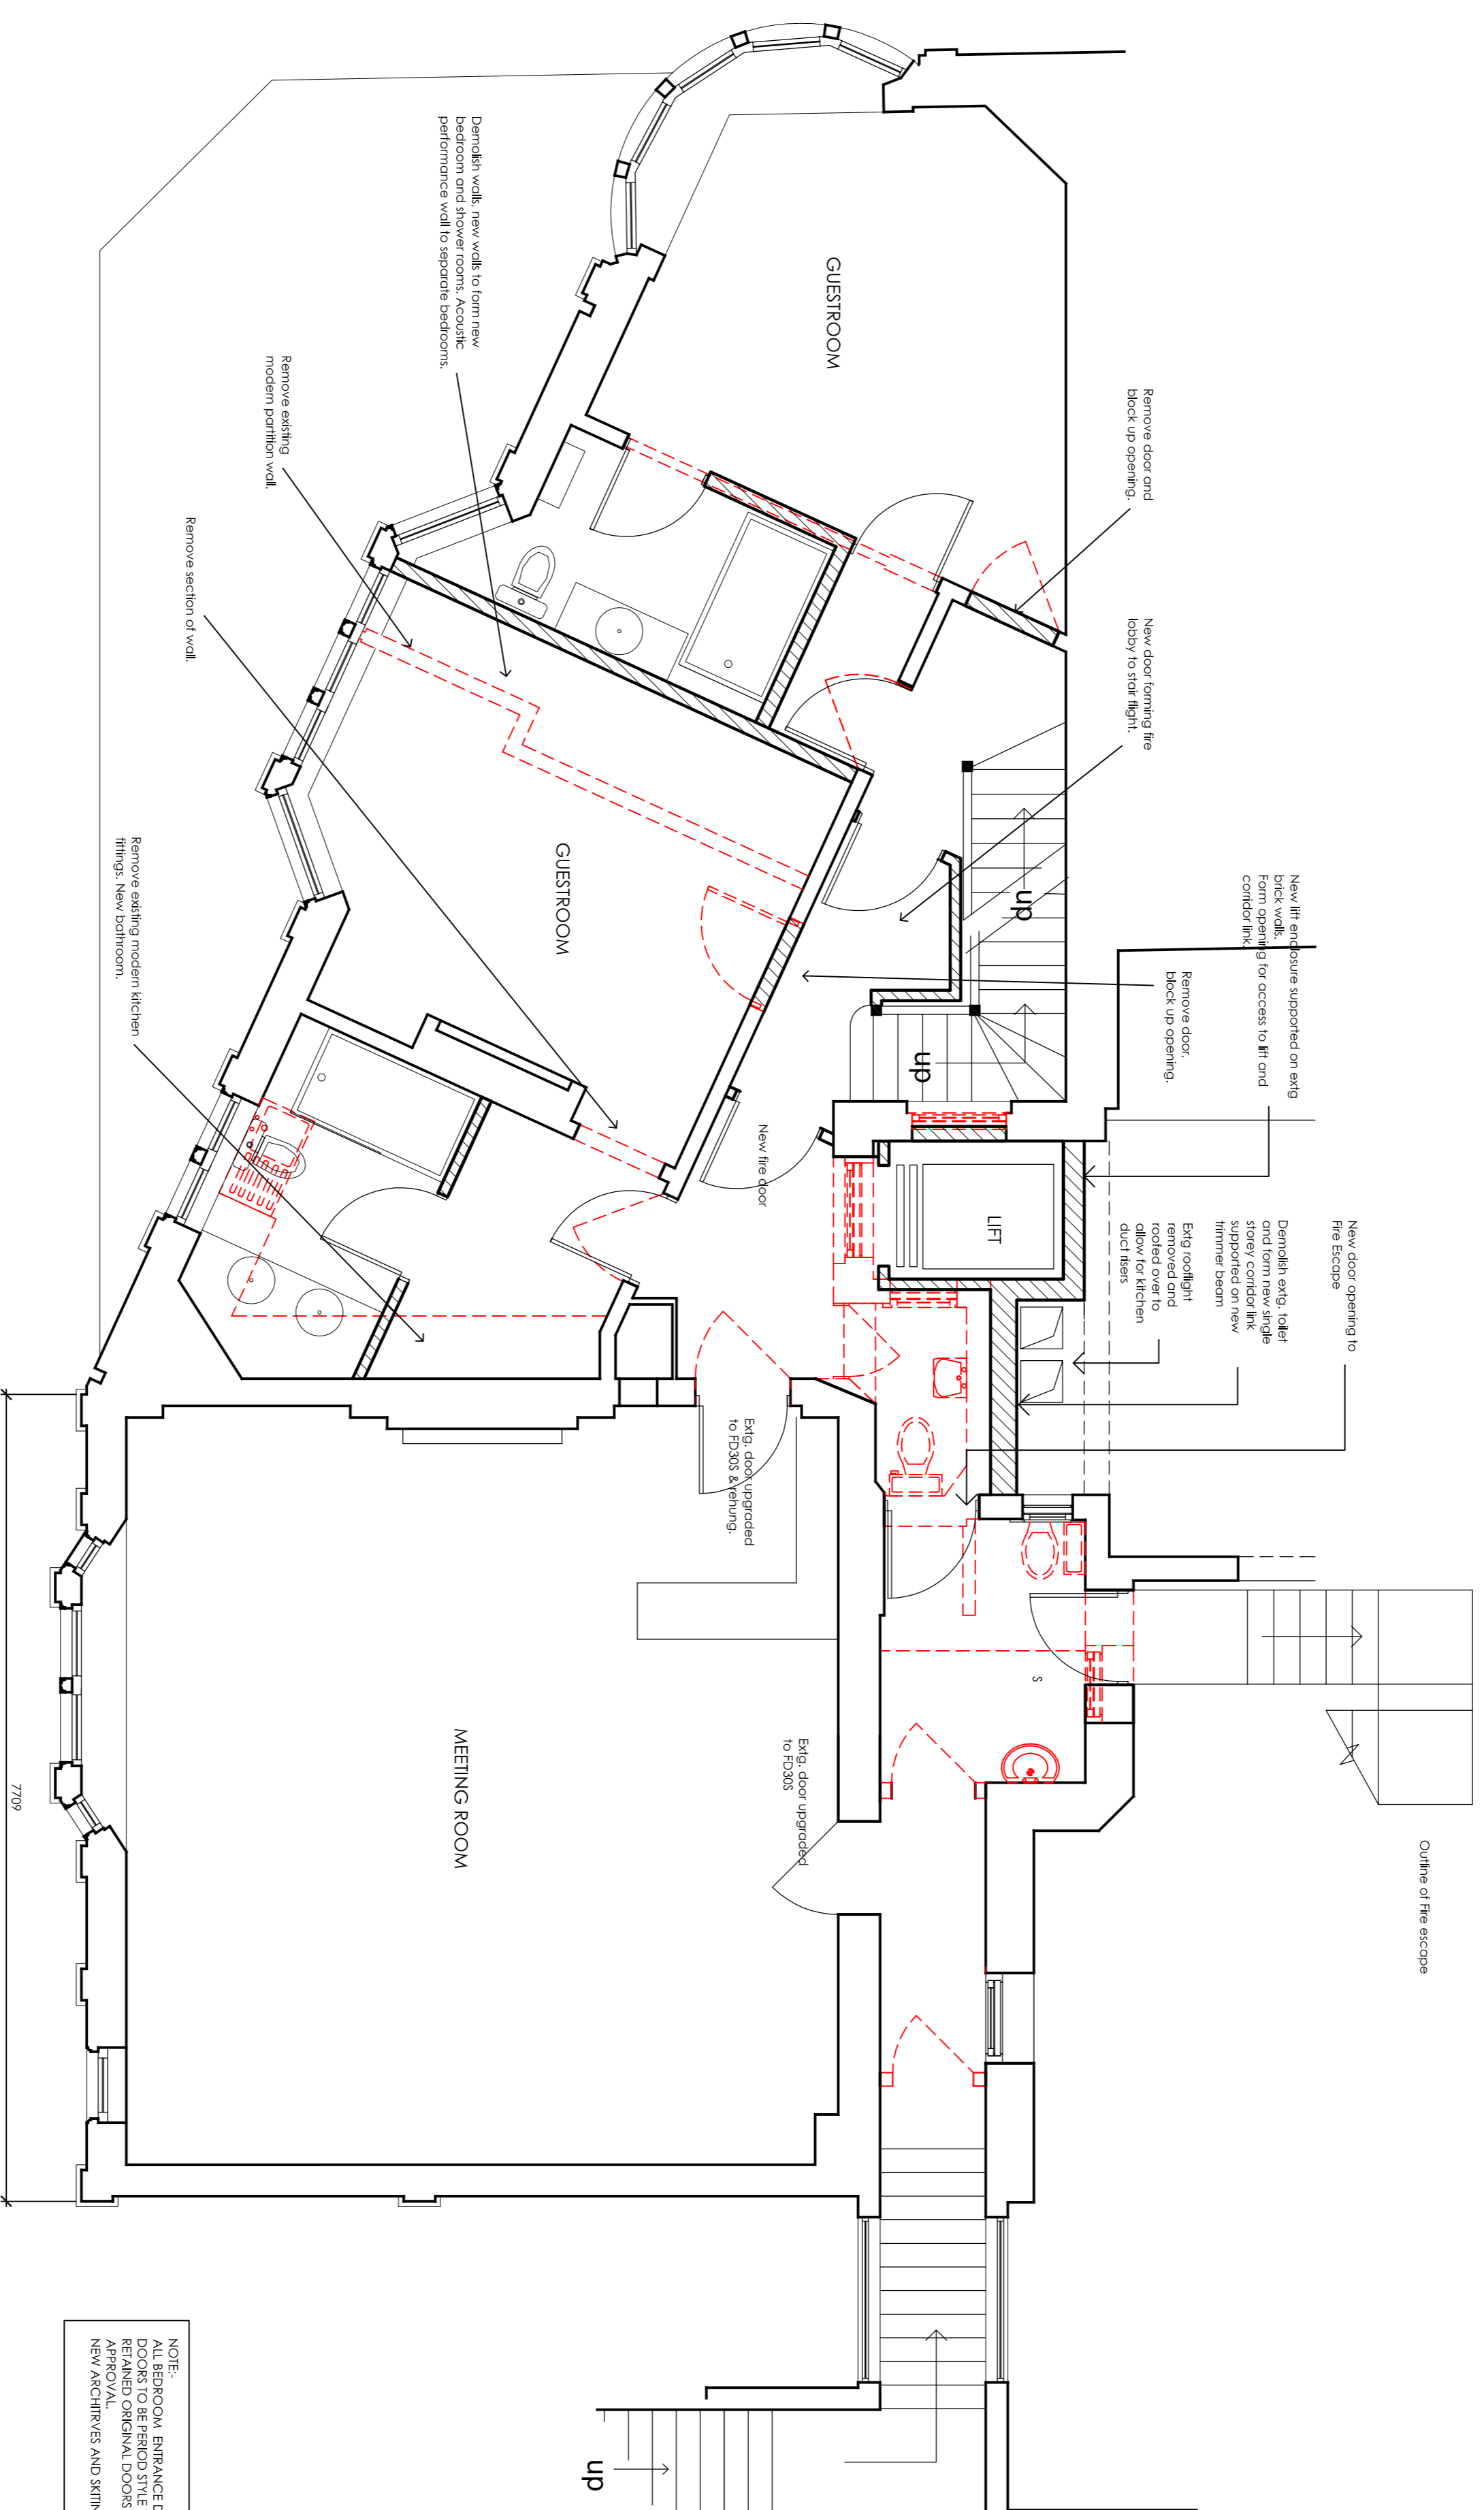 Outline of Fire escape
New door opening to
Fire Escape
Demolish extg. toilet
and form new single
storey corridor link
supported on new
trimmer beam
Extg rooflight
removed and
roofed over to
allow for kitchen
duct risers
New lift enclosure supported on extg
brick walls.
Form opening for access to lift and
corridor link.
Remove door,
block up opening.
New door forming fire
lobby to stair flight.
Remove door and
block up opening.
up
up
LIFT
S
GUESTROOM
New fire door
Extg. door upgraded
to FD30S & rehung.
Extg. door upgraded
to FD30S
GUESTROOM
MEETING ROOM
up
Demolish walls, new walls to form new
bedroom and shower rooms. Acoustic
performance wall to separate bedrooms.
Remove existing
modern partition wall.
Remove section of wall.
Remove existing modern kitchen
fittings. New bathroom.
7709
NOTE:-
ALL BEDROOM ENTRANCE D
DOORS TO BE PERIOD STYLE
RETAINED ORIGINAL DOORS
APPROVAL.
NEW ARCHITRVES AND SKITIN